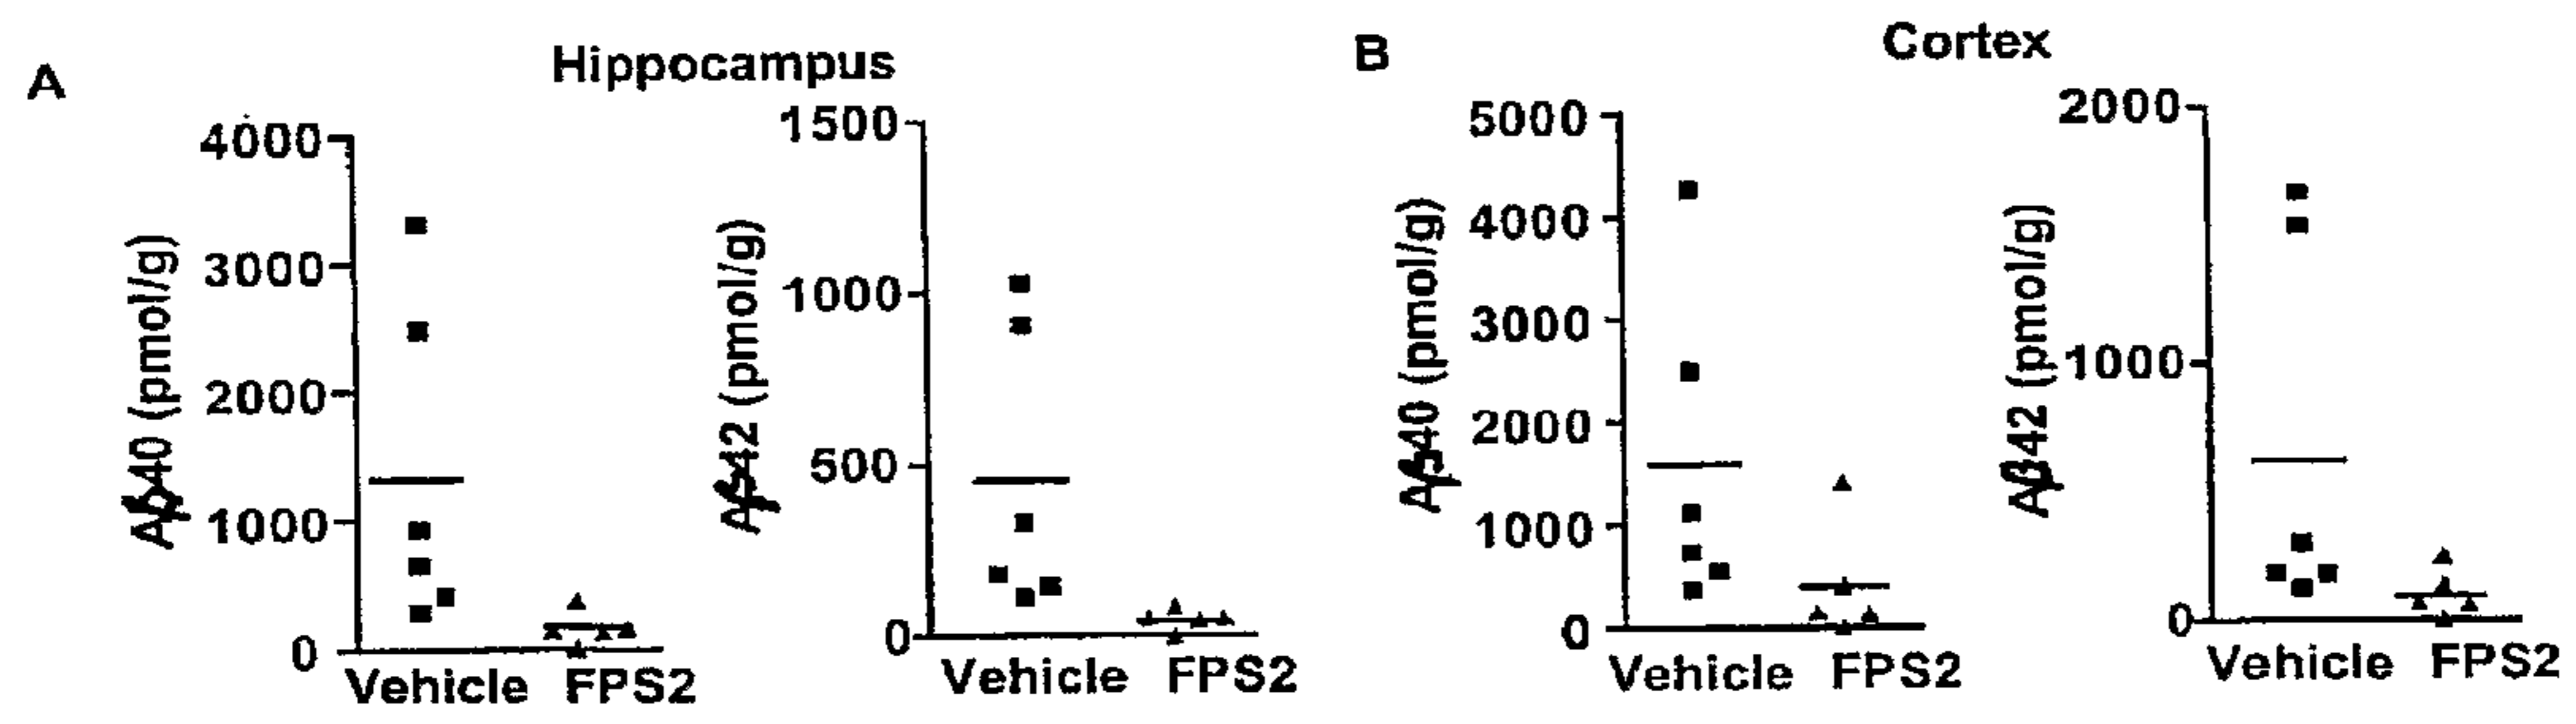 A
Hippocampus
Aβ40 (pmol/g)
4000
3000
2000
1000
0
Vehicle FPS2
Aβ42 (pmol/g)
1500
1000
500
0
Vehicle FPS2
B
Cortex
Aβ40 (pmol/g)
5000
4000
3000
2000
1000
0
Vehicle FPS2
Aβ42 (pmol/g)
2000
1000
0
Vehicle FPS2